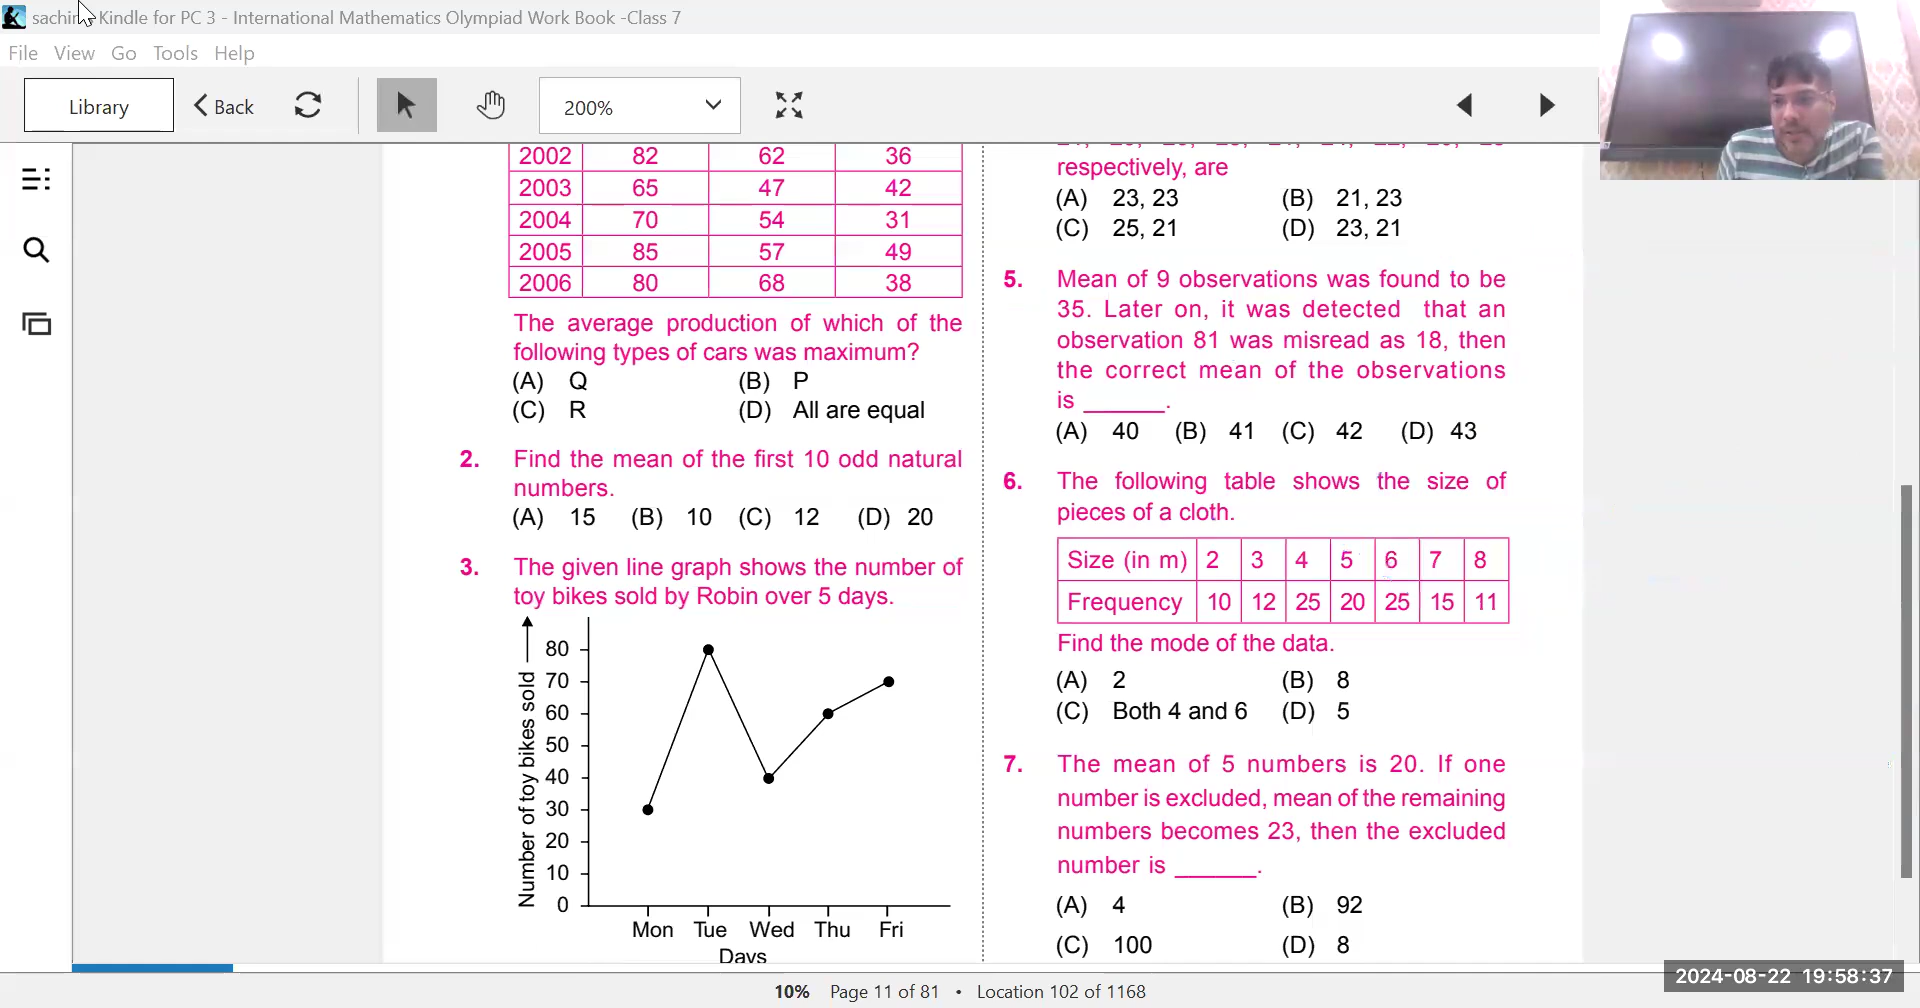 sachin Kindle for PC 3 - International Mathematics Olympiad Work Book -Class 7
File View Go Tools Help
Library Back 200%
2002 82 62 36
2003 65 47 42
2004 70 54 31
2005 85 57 49
2006 80 68 38
The average production of which of the
following types of cars was maximum?
(A) Q (B) P
(C) R (D) All are equal
2. Find the mean of the first 10 odd natural
numbers.
(A) 15 (B) 10 (C) 12 (D) 20
3. The given line graph shows the number of
toy bikes sold by Robin over 5 days.
Number of toy bikes sold
80
70
60
50
40
30
20
10
0
Mon Tue Wed Thu Fri
Days
respectively, are
(A) 23, 23 (B) 21, 23
(C) 25, 21 (D) 23, 21
5. Mean of 9 observations was found to be
35. Later on, it was detected that an
observation 81 was misread as 18, then
the correct mean of the observations
is _______.
(A) 40 (B) 41 (C) 42 (D) 43
6. The following table shows the size of
pieces of a cloth.
Size (in m) 2 3 4 5 6 7 8
Frequency 10 12 25 20 25 15 11
Find the mode of the data.
(A) 2 (B) 8
(C) Both 4 and 6 (D) 5
7. The mean of 5 numbers is 20. If one
number is excluded, mean of the remaining
numbers becomes 23, then the excluded
number is _______.
(A) 4 (B) 92
(C) 100 (D) 8
10% Page 11 of 81 • Location 102 of 1168
2024-08-22 19:58:37